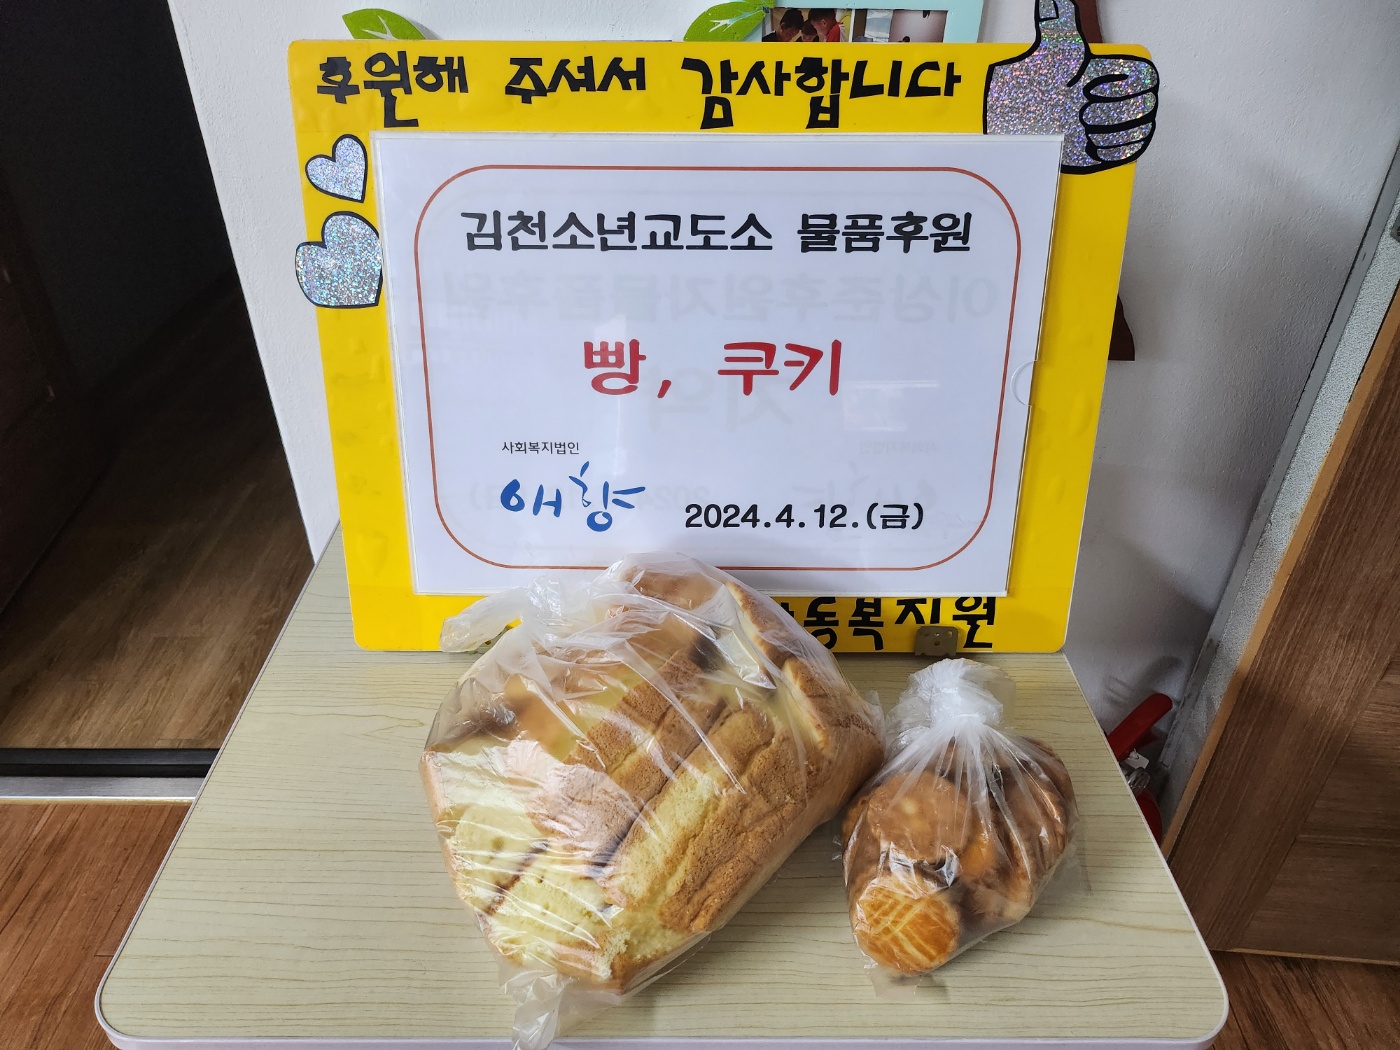 후원해 주셔서 감사합니다
김천소년교도소 물품후원
빵, 쿠키
사회복지법인
애향
2024.4.12.(금)
동복지원